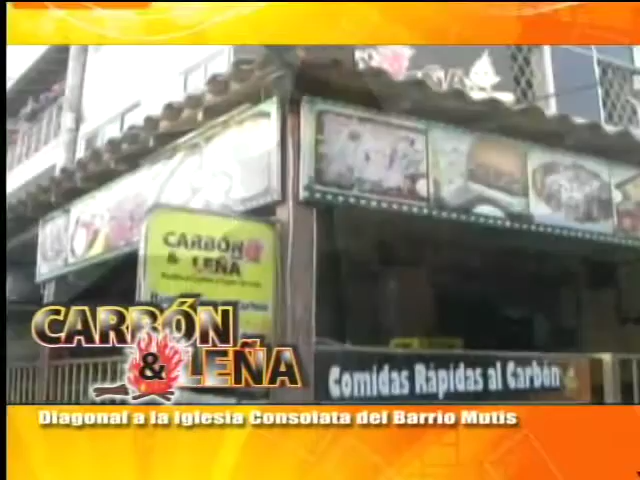 CARBÓN
& LEÑA
CARBÓN
& LEÑA
Comidas Rápidas al Carbón
Diagonal a la Iglesia Consolata del Barrio Mutis